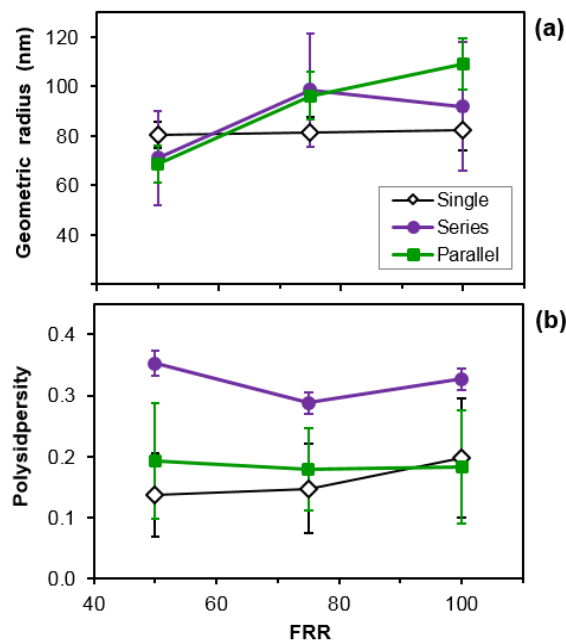 (a)
Geometric radius (nm)
120
100
80
60
40
Single
Series
Parallel
(b)
Polysidpersity
0.4
0.3
0.2
0.1
0.0
40 60 80 100
FRR